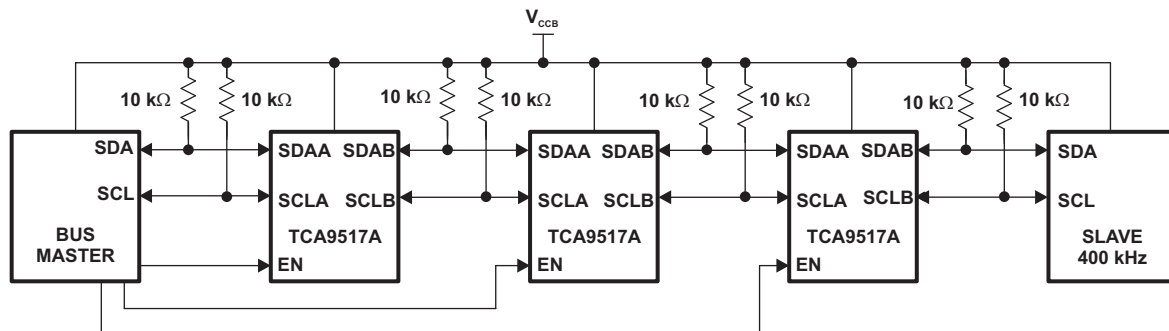 V_CCB
10 kΩ 10 kΩ 10 kΩ 10 kΩ 10 kΩ 10 kΩ 10 kΩ 10 kΩ
SDA SDAA SDAB SDAA SDAB SDAA SDAB SDA
SCL SCLA SCLB SCLA SCLB SCLA SCLB SCL
BUS MASTER
TCA9517A
EN
TCA9517A
EN
TCA9517A
EN
SLAVE
400 kHz